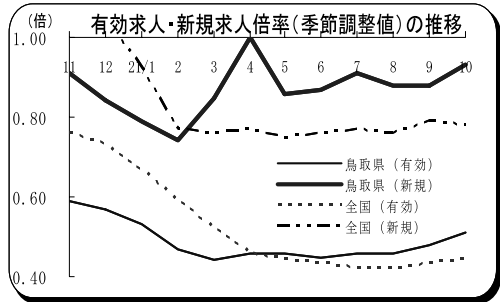 (倍) 有効求人・新規求人倍率(季節調整値)の推移
1.00
11 12 21/1 2 3 4 5 6 7 8 9 10
0.80
鳥取県(有効)
0.60
鳥取県(新規)
全国(有効)
全国(新規)
0.40